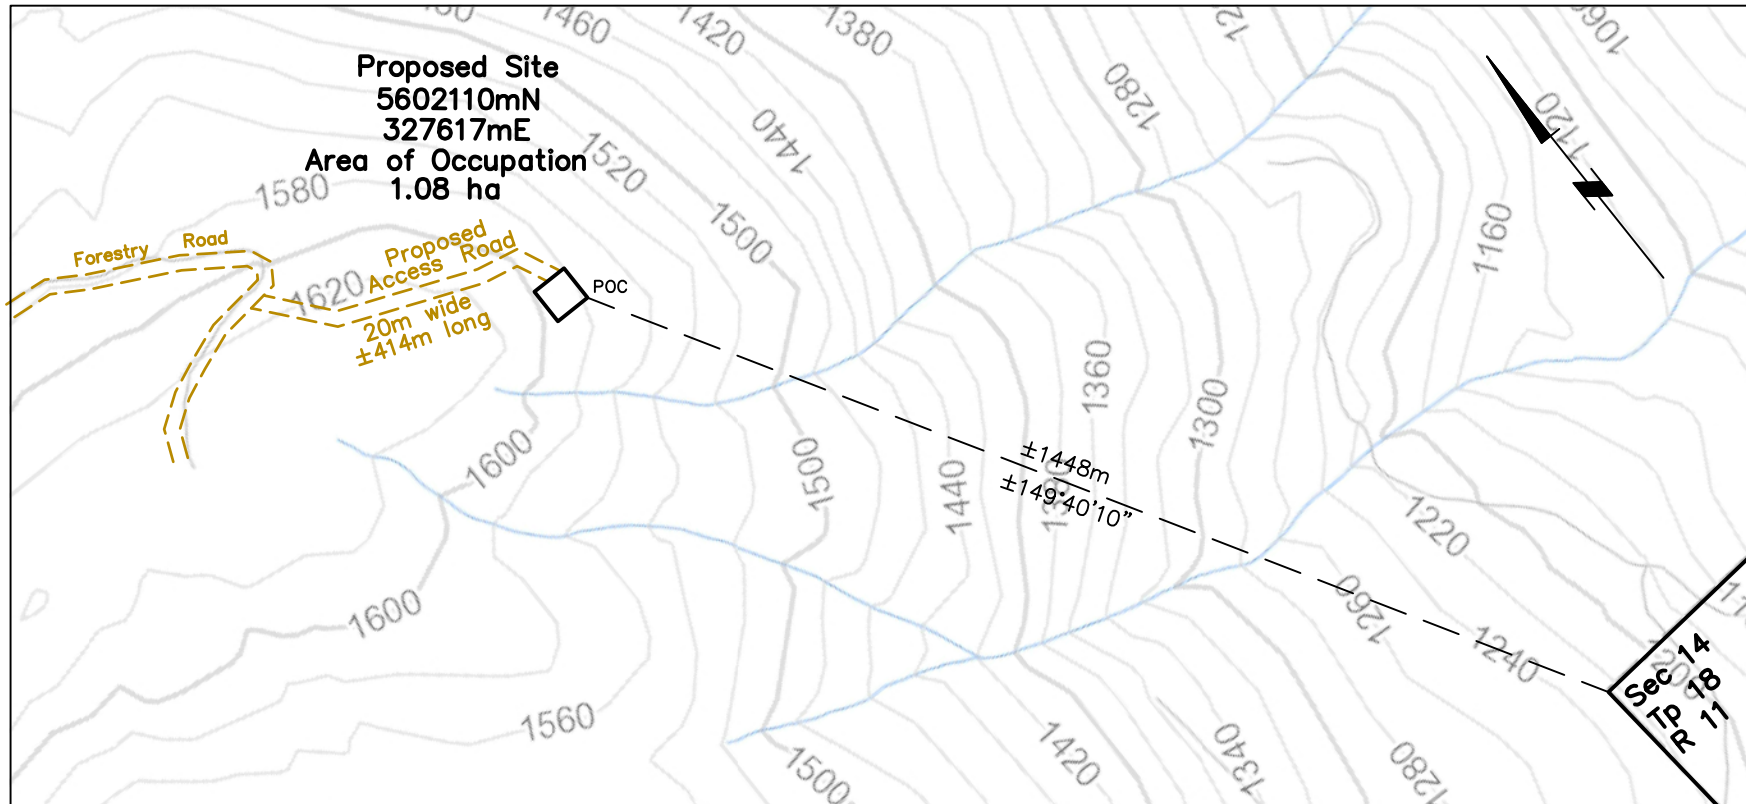 1460
1420
1380
1280
1060
1120
Proposed Site
5602110mN
327617mE
Area of Occupation
1.08 ha
1440
1520
1580
1500
1160
Forestry Road
Proposed
Access Road
1620
20m wide
±414m long
POC
1360
1300
1600
1500
1440
±1448m
±149°40'10"
1220
1260
1240
1600
1560
1500
1420
1340
1280
Sec 14
Tp 18
R 11